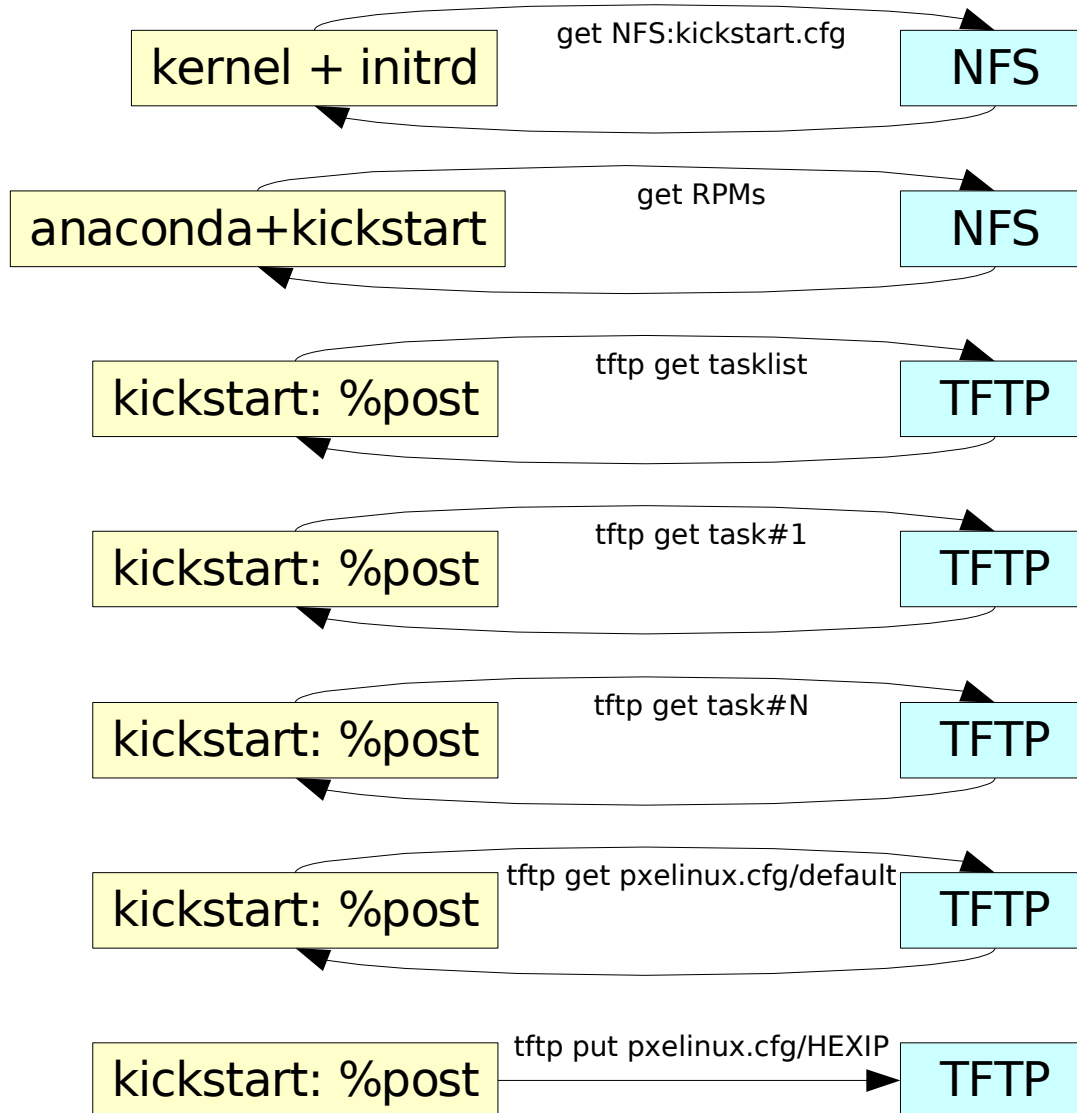 get NFS:kickstart.cfg
kernel + initrd
NFS
get RPMs
anaconda+kickstart
NFS
tftp get tasklist
kickstart: %post
TFTP
tftp get task#1
kickstart: %post
TFTP
tftp get task#N
kickstart: %post
TFTP
tftp get pxelinux.cfg/default
kickstart: %post
TFTP
tftp put pxelinux.cfg/HEXIP
kickstart: %post
TFTP